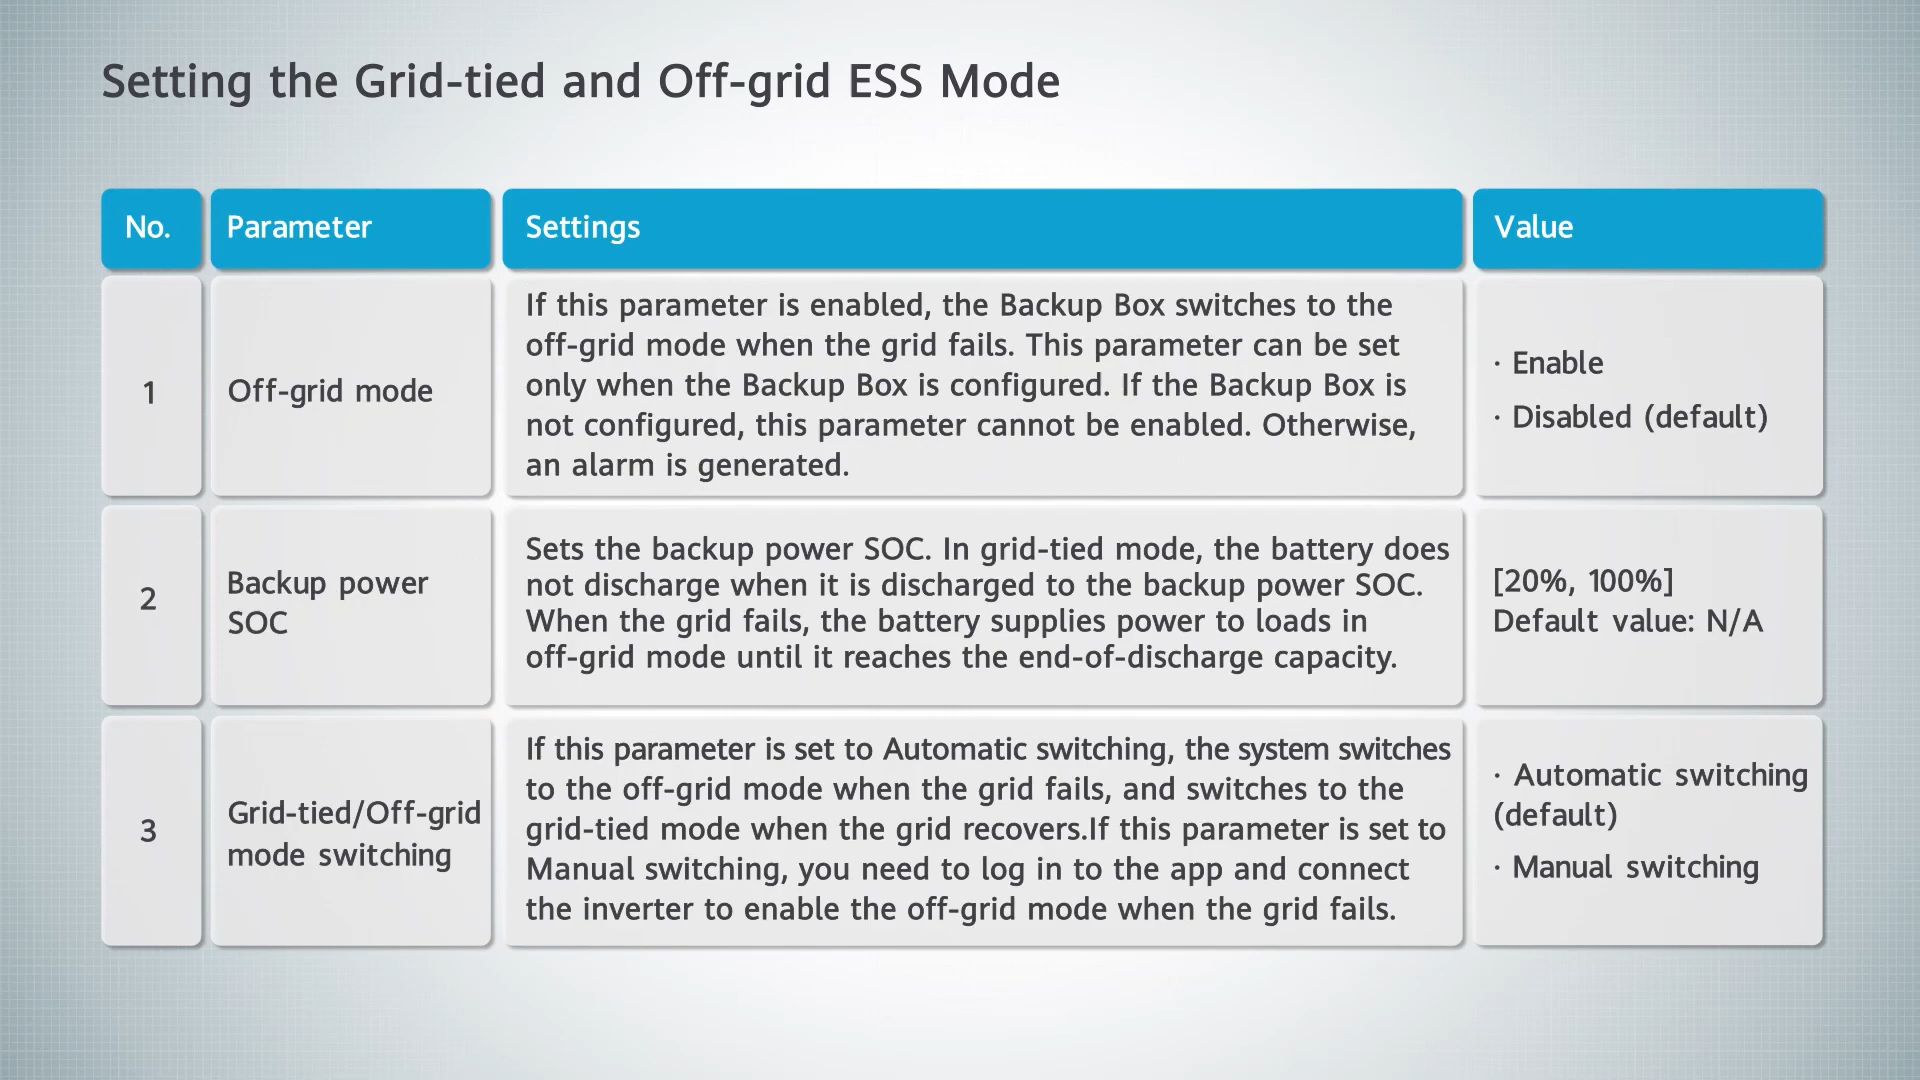 Setting the Grid-tied and Off-grid ESS Mode
No.
Parameter
Settings
Value
1
Off-grid mode
If this parameter is enabled, the Backup Box switches to the
off-grid mode when the grid fails. This parameter can be set
only when the Backup Box is configured. If the Backup Box is
not configured, this parameter cannot be enabled. Otherwise,
an alarm is generated.
· Enable
· Disabled (default)
2
Backup power
SOC
Sets the backup power SOC. In grid-tied mode, the battery does
not discharge when it is discharged to the backup power SOC.
When the grid fails, the battery supplies power to loads in
off-grid mode until it reaches the end-of-discharge capacity.
[20%, 100%]
Default value: N/A
3
Grid-tied/Off-grid
mode switching
If this parameter is set to Automatic switching, the system switches
to the off-grid mode when the grid fails, and switches to the
grid-tied mode when the grid recovers.If this parameter is set to
Manual switching, you need to log in to the app and connect
the inverter to enable the off-grid mode when the grid fails.
· Automatic switching
(default)
· Manual switching